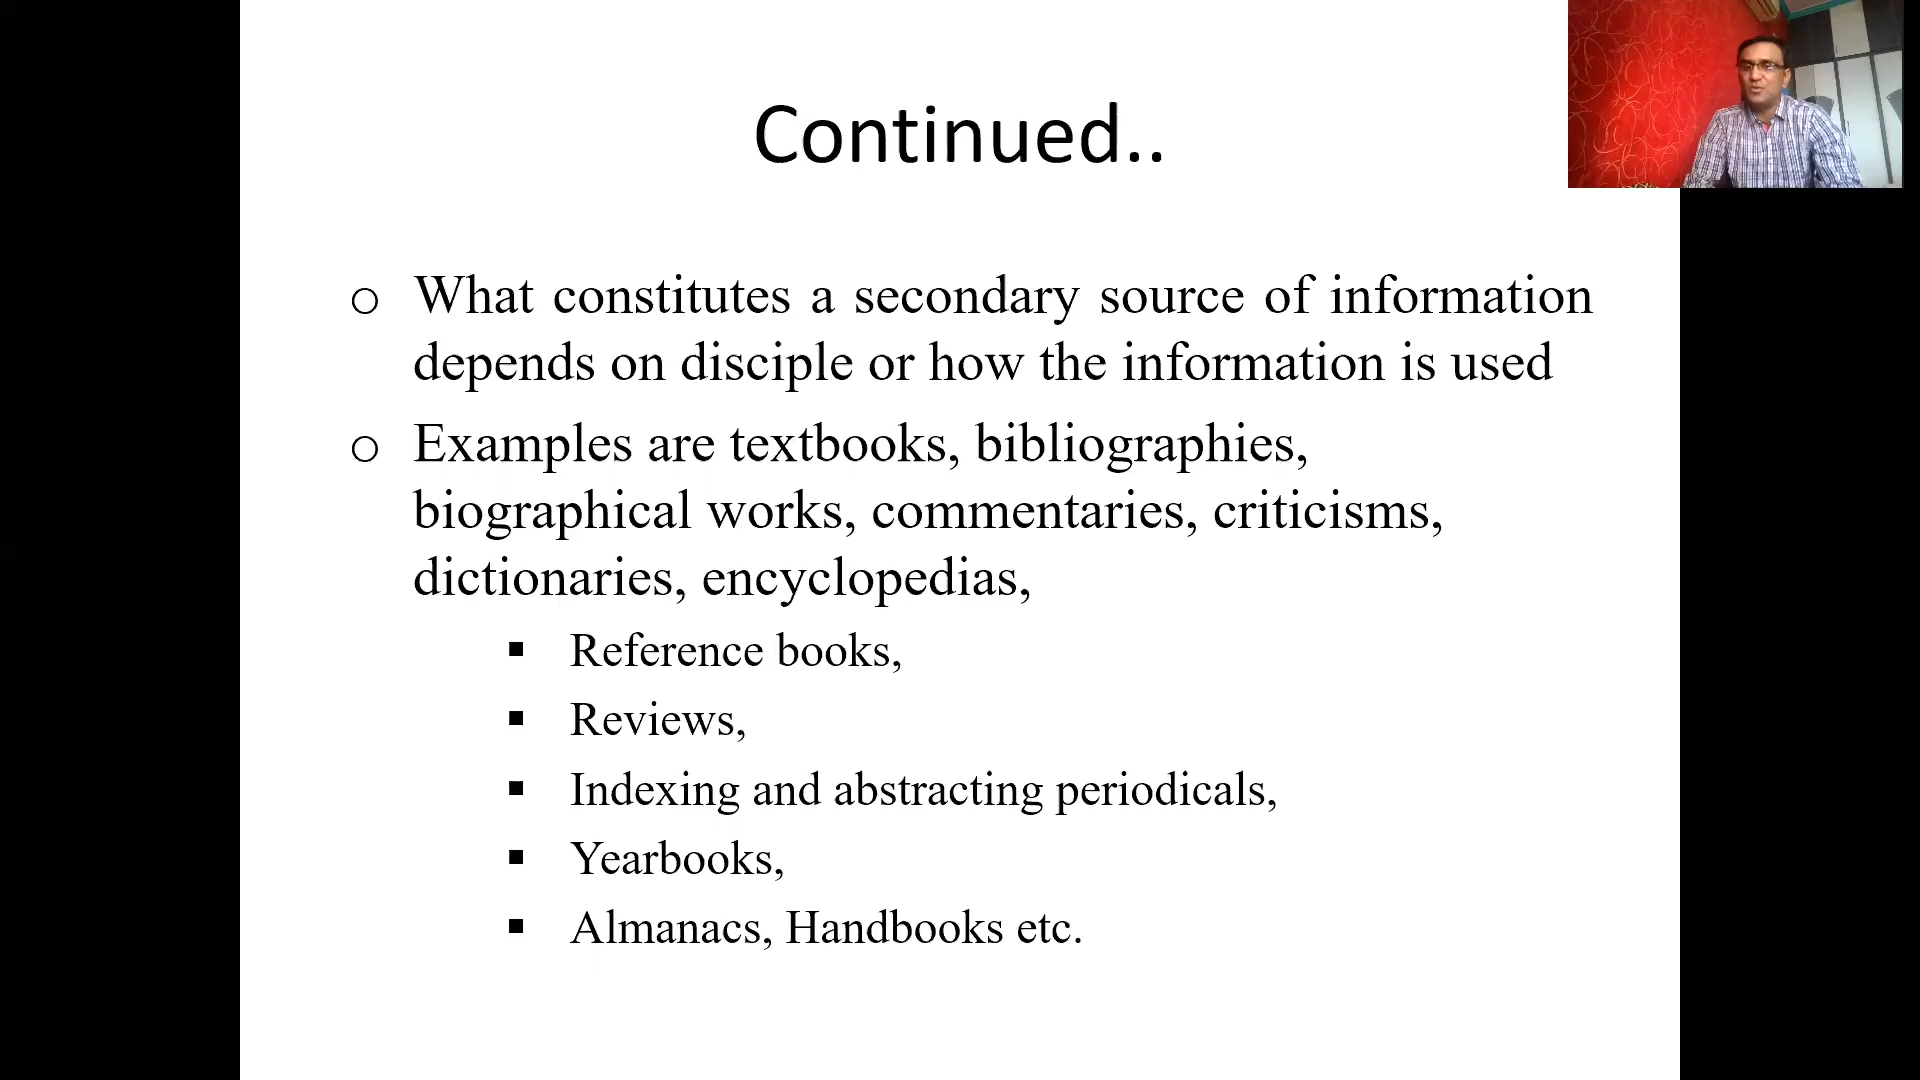 Continued..
o What constitutes a secondary source of information
depends on disciple or how the information is used
o Examples are textbooks, bibliographies,
biographical works, commentaries, criticisms,
dictionaries, encyclopedias,
▪ Reference books,
▪ Reviews,
▪ Indexing and abstracting periodicals,
▪ Yearbooks,
▪ Almanacs, Handbooks etc.